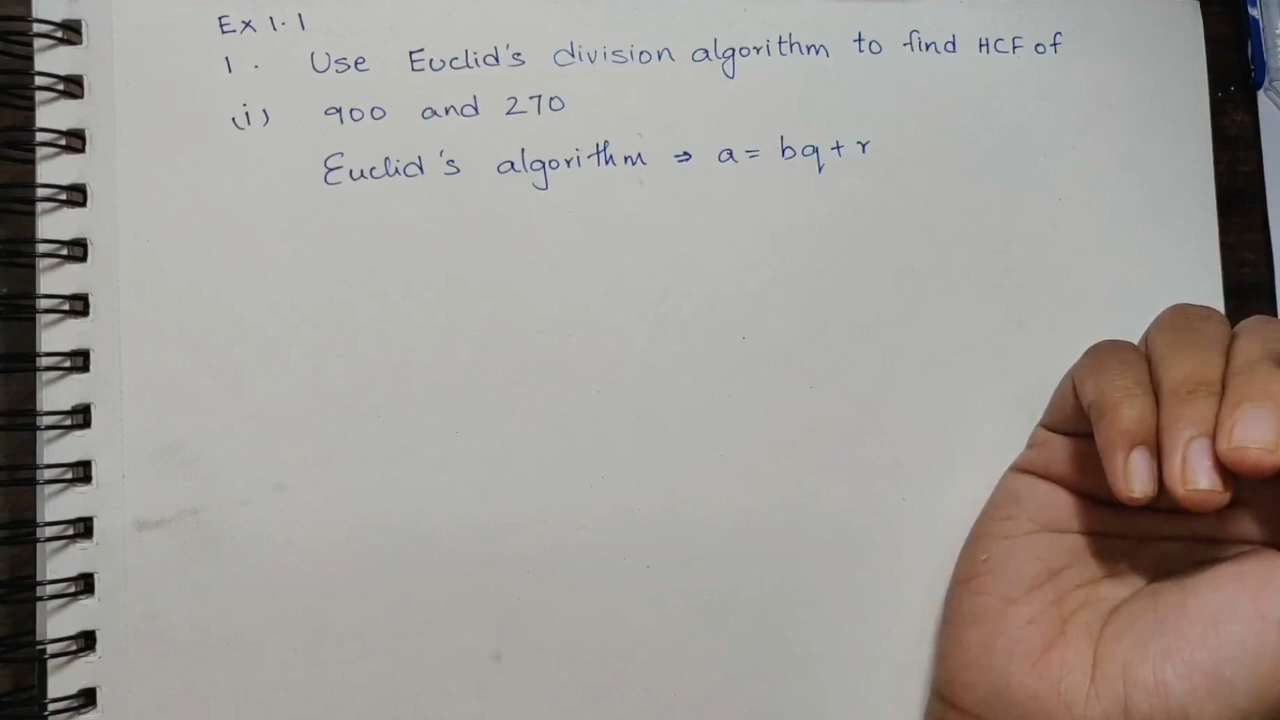 Ex 1.1
1. Use Euclid's division algorithm to find HCF of
(i) 900 and 270
Euclid's algorithm ⇒ a = bq + r